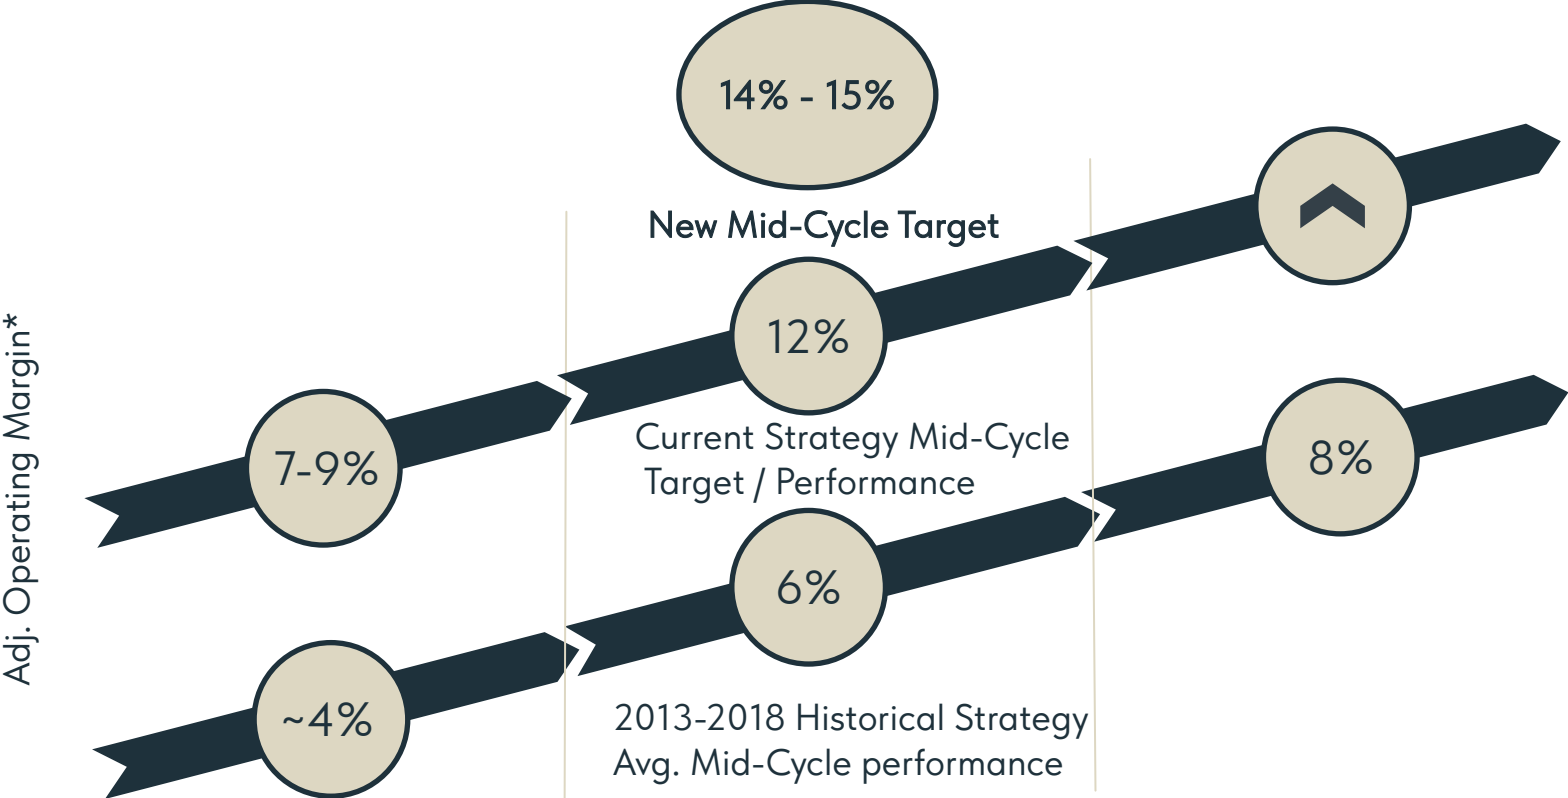 14% - 15%
New Mid-Cycle Target
12%
7-9%
Current Strategy Mid-Cycle
Target / Performance
8%
6%
~4%
2013-2018 Historical Strategy
Avg. Mid-Cycle performance
Adj. Operating Margin*